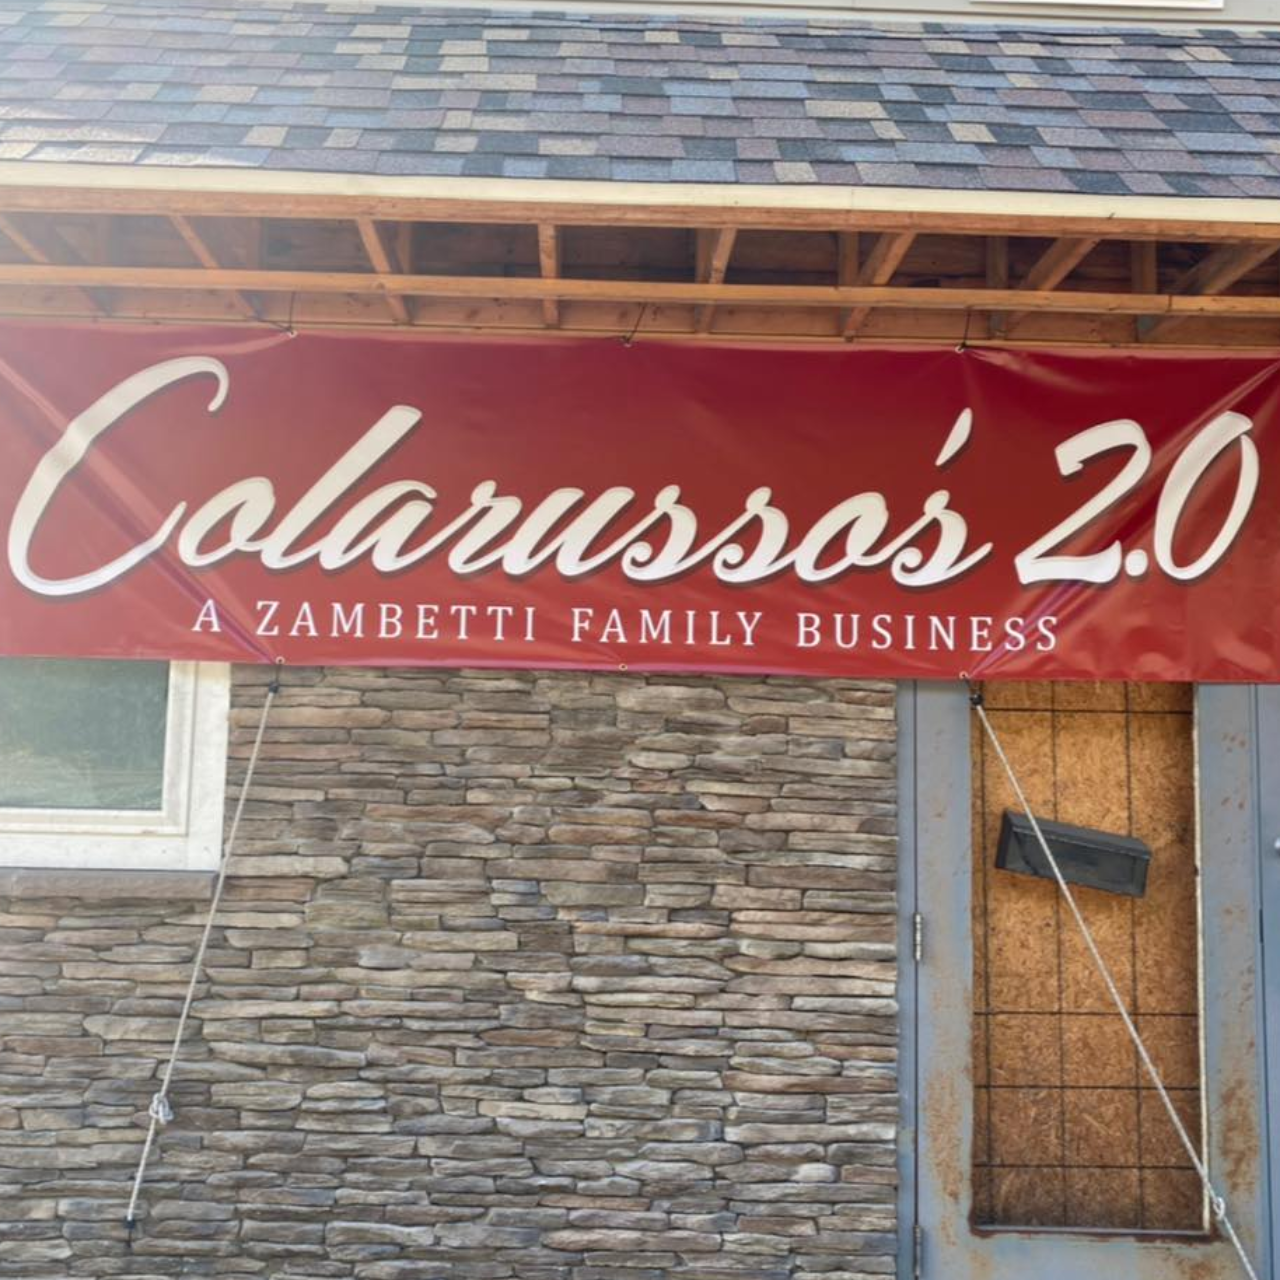 Colarusso's 2.0
A ZAMBETTI FAMILY BUSINESS